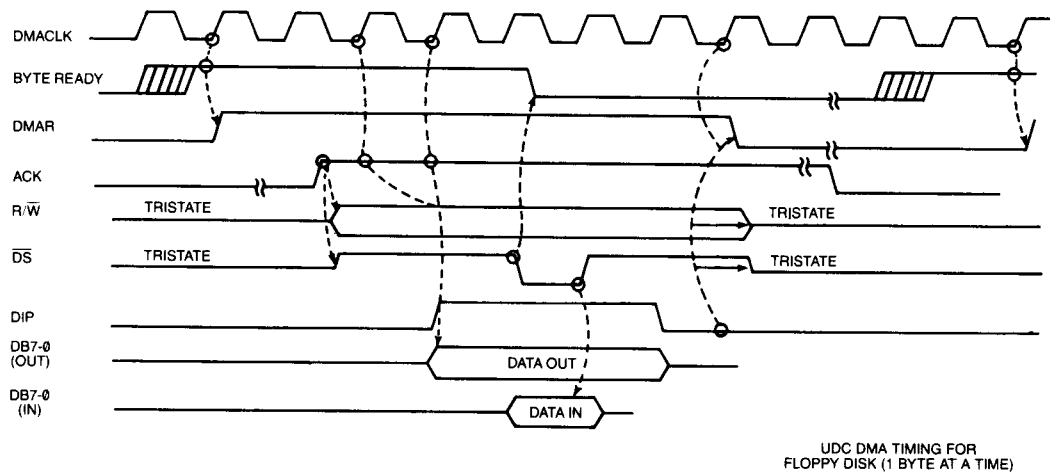 DMACLK
BYTE READY
DMAR
ACK
R/W̅
TRISTATE
TRISTATE
D̅S̅
TRISTATE
TRISTATE
DIP
DB7-0
(OUT)
DATA OUT
DB7-0
(IN)
DATA IN
UDC DMA TIMING FOR
FLOPPY DISK (1 BYTE AT A TIME)